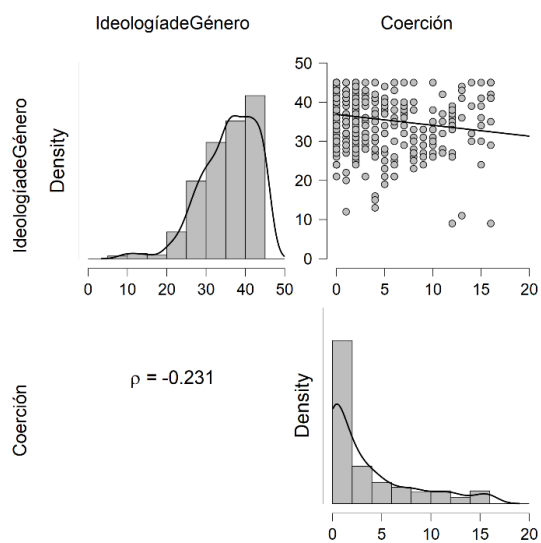 IdeologíadeGénero
Coerción
IdeologíadeGénero
Density
0 10 20 30 40 50
50
40
30
20
10
0
0 5 10 15 20
Coerción
ρ = -0.231
Density
0 5 10 15 20